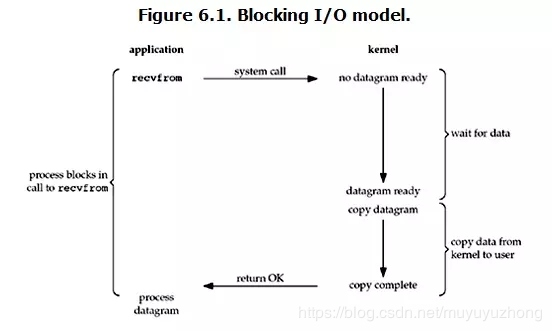 Figure 6.1. Blocking I/O model.
application
kernel
recvfrom
system call
no datagram ready
wait for data
process blocks in
call to recvfrom
datagram ready
copy datagram
copy data from
kernel to user
return OK
copy complete
process
datagram
https://blog.csdn.net/muyuyuzhong